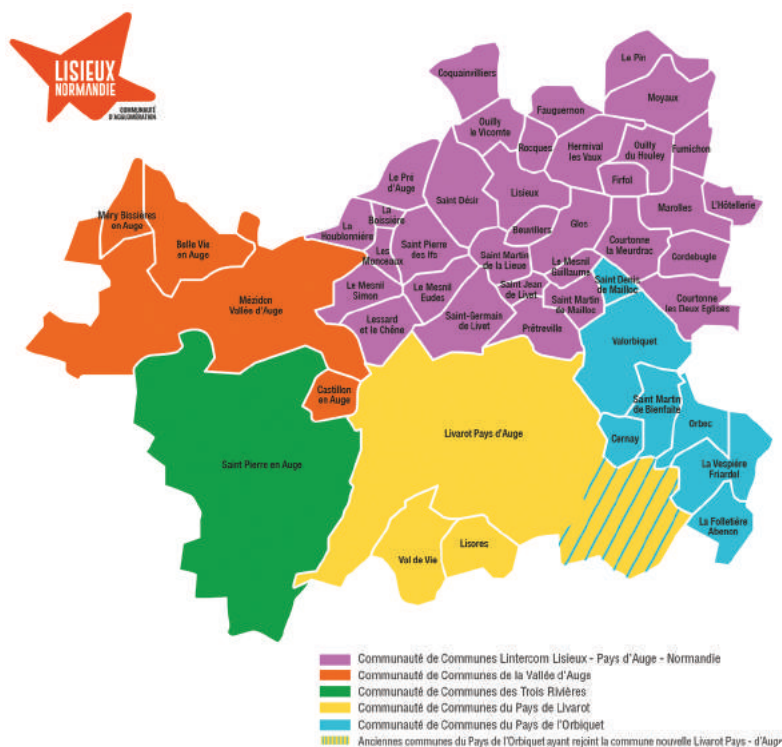 LISIEUX
NORMANDIE
COMMUNAUTÉ
D'AGGLOMÉRATION
Le Pin
Coquainvilliers
Moyaux
Fauguernon
Ouilly
le Vicomte
Rocques
Hermival
les Vaux
Ouilly
du Houley
Fumichon
Firfol
Le Pré
d'Auge
Saint Désir
Lisieux
Marolles
L'Hôtellerie
La
Boissière
La
Houblonnière
Beuvillers
Glos
Courtonne
la Meurdrac
Cordebugle
Les
Monceaux
Saint Pierre
des Ifs
Saint Martin
de la Lieue
Le Mesnil
Guillaume
Saint Denis
de Mailloc
Méry Bissières
en Auge
Belle Vie
en Auge
Mézidon
Vallée d'Auge
Le Mesnil
Simon
Le Mesnil
Eudes
Saint Jean
de Livet
Saint Martin
de Mailloc
Courtonne
les Deux Eglises
Lessard
et le Chêne
Saint-Germain
de Livet
Prêtreville
Valorbiquet
Castillon
en Auge
Saint Martin
de Bienfaite
Orbec
Livarot Pays d'Auge
Cernay
Saint Pierre en Auge
La Vespière
Friardel
La Folletière
Abenon
Val de Vie
Lisores
Communauté de Communes Lintercom Lisieux - Pays d'Auge - Normandie
Communauté de Communes de la Vallée d'Auge
Communauté de Communes des Trois Rivières
Communauté de Communes du Pays de Livarot
Communauté de Communes du Pays de l'Orbiquet
Anciennes communes du Pays de l'Orbiquet ayant rejoint la commune nouvelle Livarot Pays - d'Auge